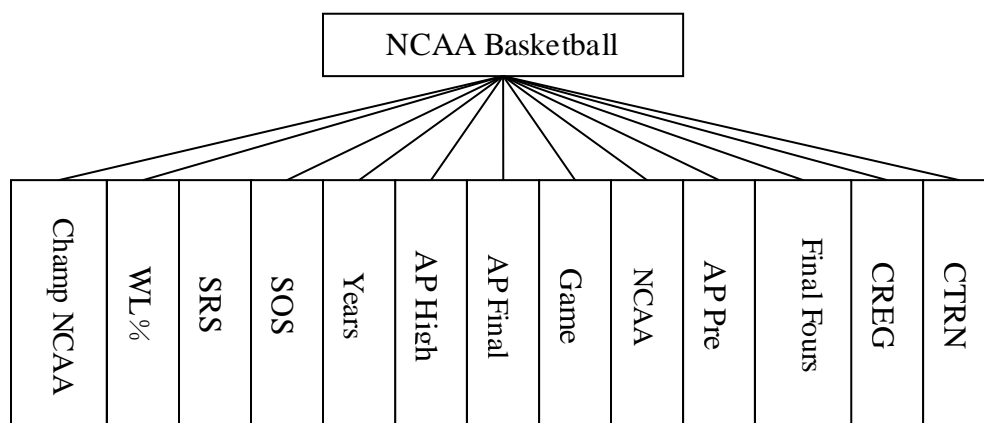 NCAA Basketball
Champ NCAA
WL%
SRS
SOS
Years
AP High
AP Final
Game
NCAA
AP Pre
Final Fours
CREG
CTRN